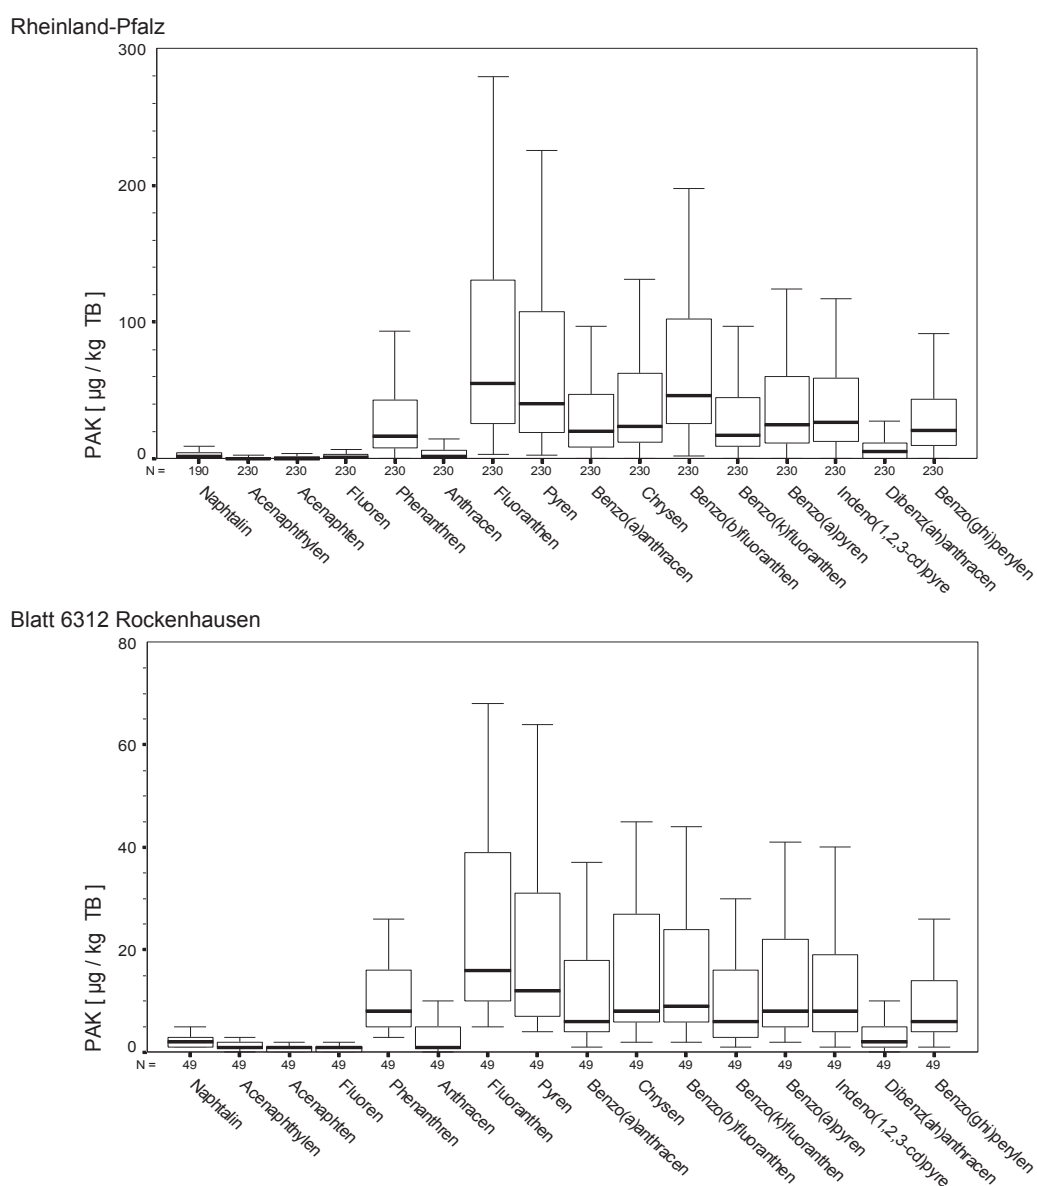 Rheinland-Pfalz
300
200
100
0
PAK [ µg / kg TB ]
N = 190 230 230 230 230 230 230 230 230 230 230 230 230 230 230 230
Naphtalin
Acenaphthylen
Acenaphten
Fluoren
Phenanthren
Anthracen
Fluoranthen
Pyren
Benzo(a)anthracen
Chrysen
Benzo(b)fluoranthen
Benzo(k)fluoranthen
Benzo(a)pyren
Indeno(1,2,3-cd)pyre
Dibenz(ah)anthracen
Benzo(ghi)perylen
Blatt 6312 Rockenhausen
80
60
40
20
0
PAK [ µg / kg TB ]
N = 49 49 49 49 49 49 49 49 49 49 49 49 49 49 49 49
Naphtalin
Acenaphthylen
Acenaphten
Fluoren
Phenanthren
Anthracen
Fluoranthen
Pyren
Benzo(a)anthracen
Chrysen
Benzo(b)fluoranthen
Benzo(k)fluoranthen
Benzo(a)pyren
Indeno(1,2,3-cd)pyre
Dibenz(ah)anthracen
Benzo(ghi)perylen